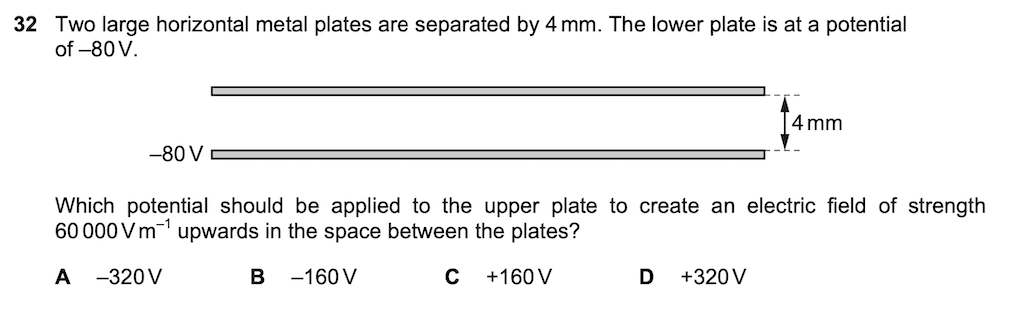 32 Two large horizontal metal plates are separated by 4 mm. The lower plate is at a potential
of –80 V.
4 mm
–80 V
Which potential should be applied to the upper plate to create an electric field of strength
60 000 V m⁻¹ upwards in the space between the plates?
A –320 V B –160 V C +160 V D +320 V